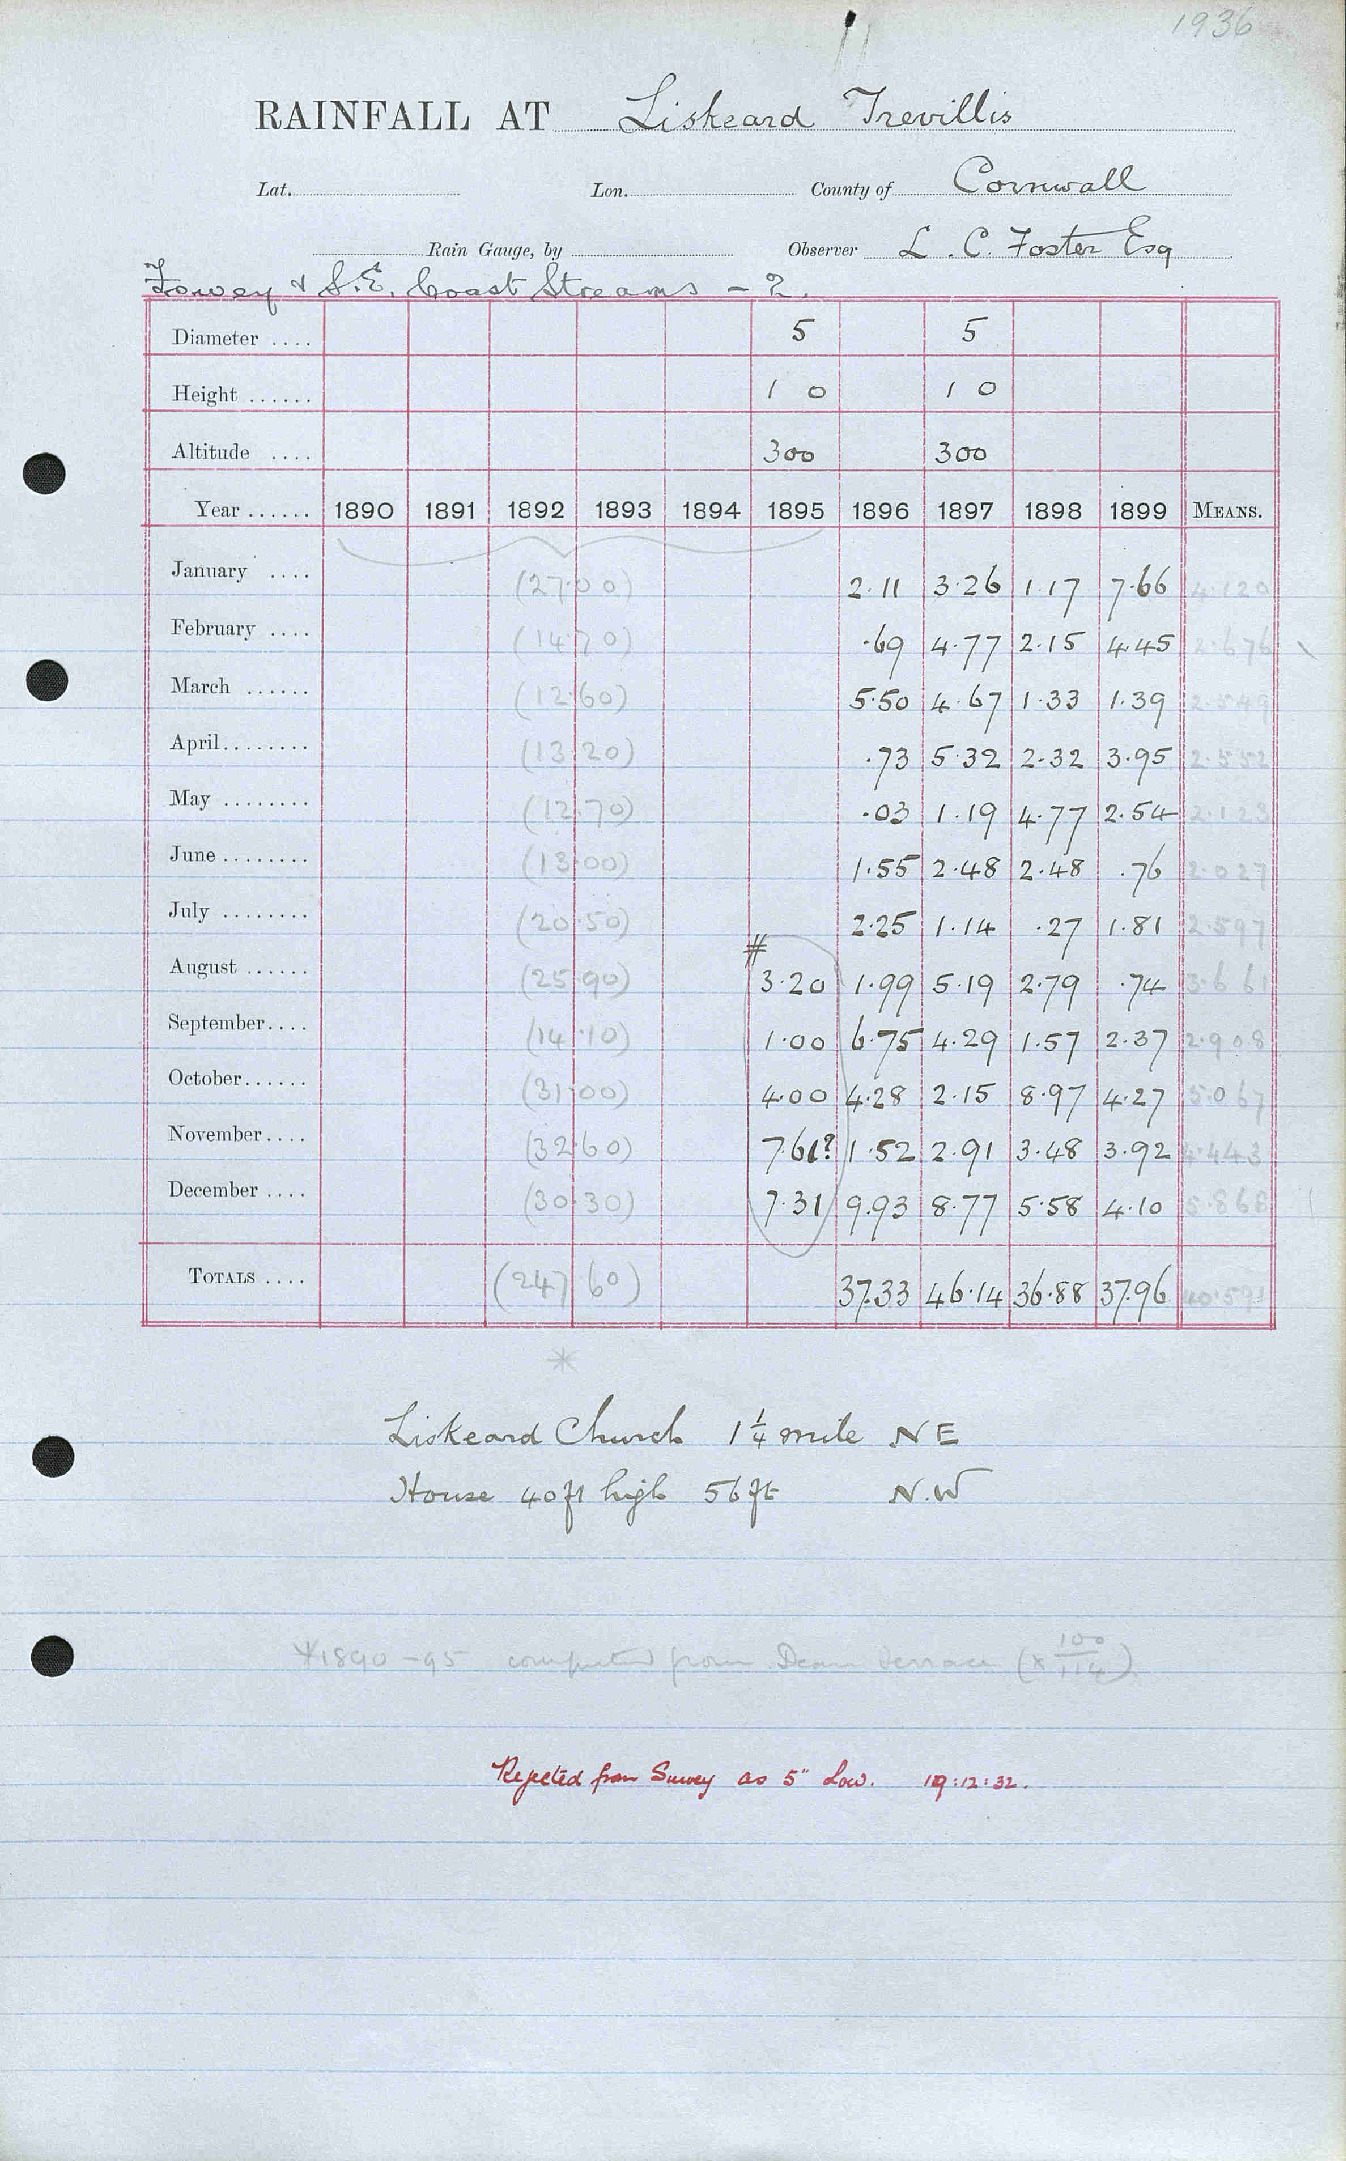 1936
RAINFALL AT Liskeard Trevillis
Lat. Lon. County of Cornwall
Rain Gauge, by Observer L. C. Foster Esq
Fowey & S.E. Coast Streams - 2.
Diameter .... 5 5
Height ...... 1 0 1 0
Altitude .... 300 300
Year ...... 1890 1891 1892 1893 1894 1895 1896 1897 1898 1899 MEANS.
January .... (27·00) 2·11 3·26 1·17 7·66 4·120
February .... (14·70) ·69 4·77 2·15 4·45 2·676
March ...... (12·60) 5·50 4·67 1·33 1·39 2·549
April........ (13·20) ·73 5·32 2·32 3·95 2·552
May ........ (12·70) ·03 1·19 4·77 2·54 2·123
June ........ (13·00) 1·55 2·48 2·48 ·76 2·027
July ........ (20·50) 2·25 1·14 ·27 1·81 2·597
#
August ...... (25·90) 3·20 1·99 5·19 2·79 ·74 3·661
September.... (14·10) 1·00 6·75 4·29 1·57 2·37 2·908
October...... (31·00) 4·00 4·28 2·15 8·97 4·27 5·067
November.... (32·60) 7·61? 1·52 2·91 3·48 3·92 4·443
December .... (30·30) 7·31 9·93 8·77 5·58 4·10 5·868
TOTALS .... (247·60) 37·33 46·14 36·88 37·96 40·591
*
Liskeard Church 1 1/4 mile NE
House 40ft high 56ft N.W
*1890-95 computed from Dean Terrace (x 100/114).
Rejected from Survey as 5" Low. 19:12:32.